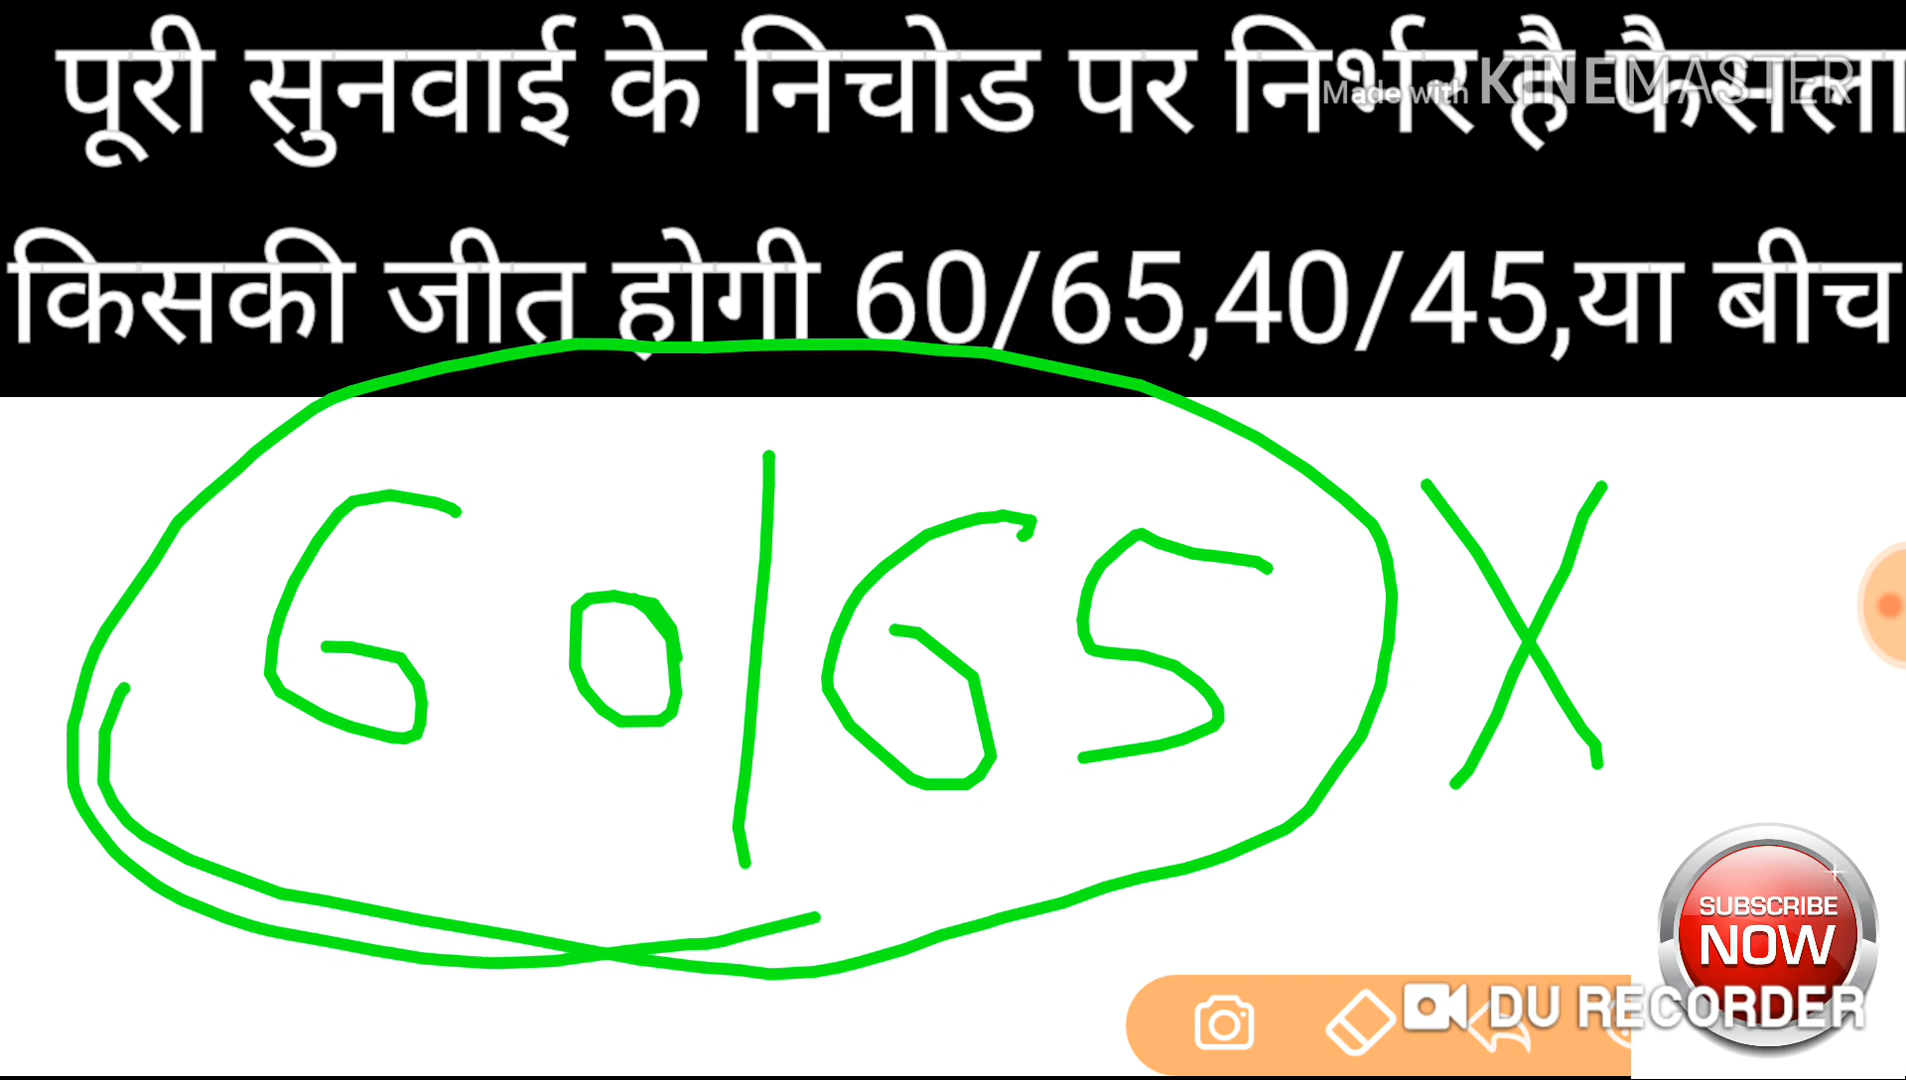 पूरी सुनवाई के निचोड पर निर्भर है फैसला
Made with KINEMASTER
किसकी जीत होगी 60/65,40/45,या बीच
60/65 X
SUBSCRIBE
NOW
DU RECORDER